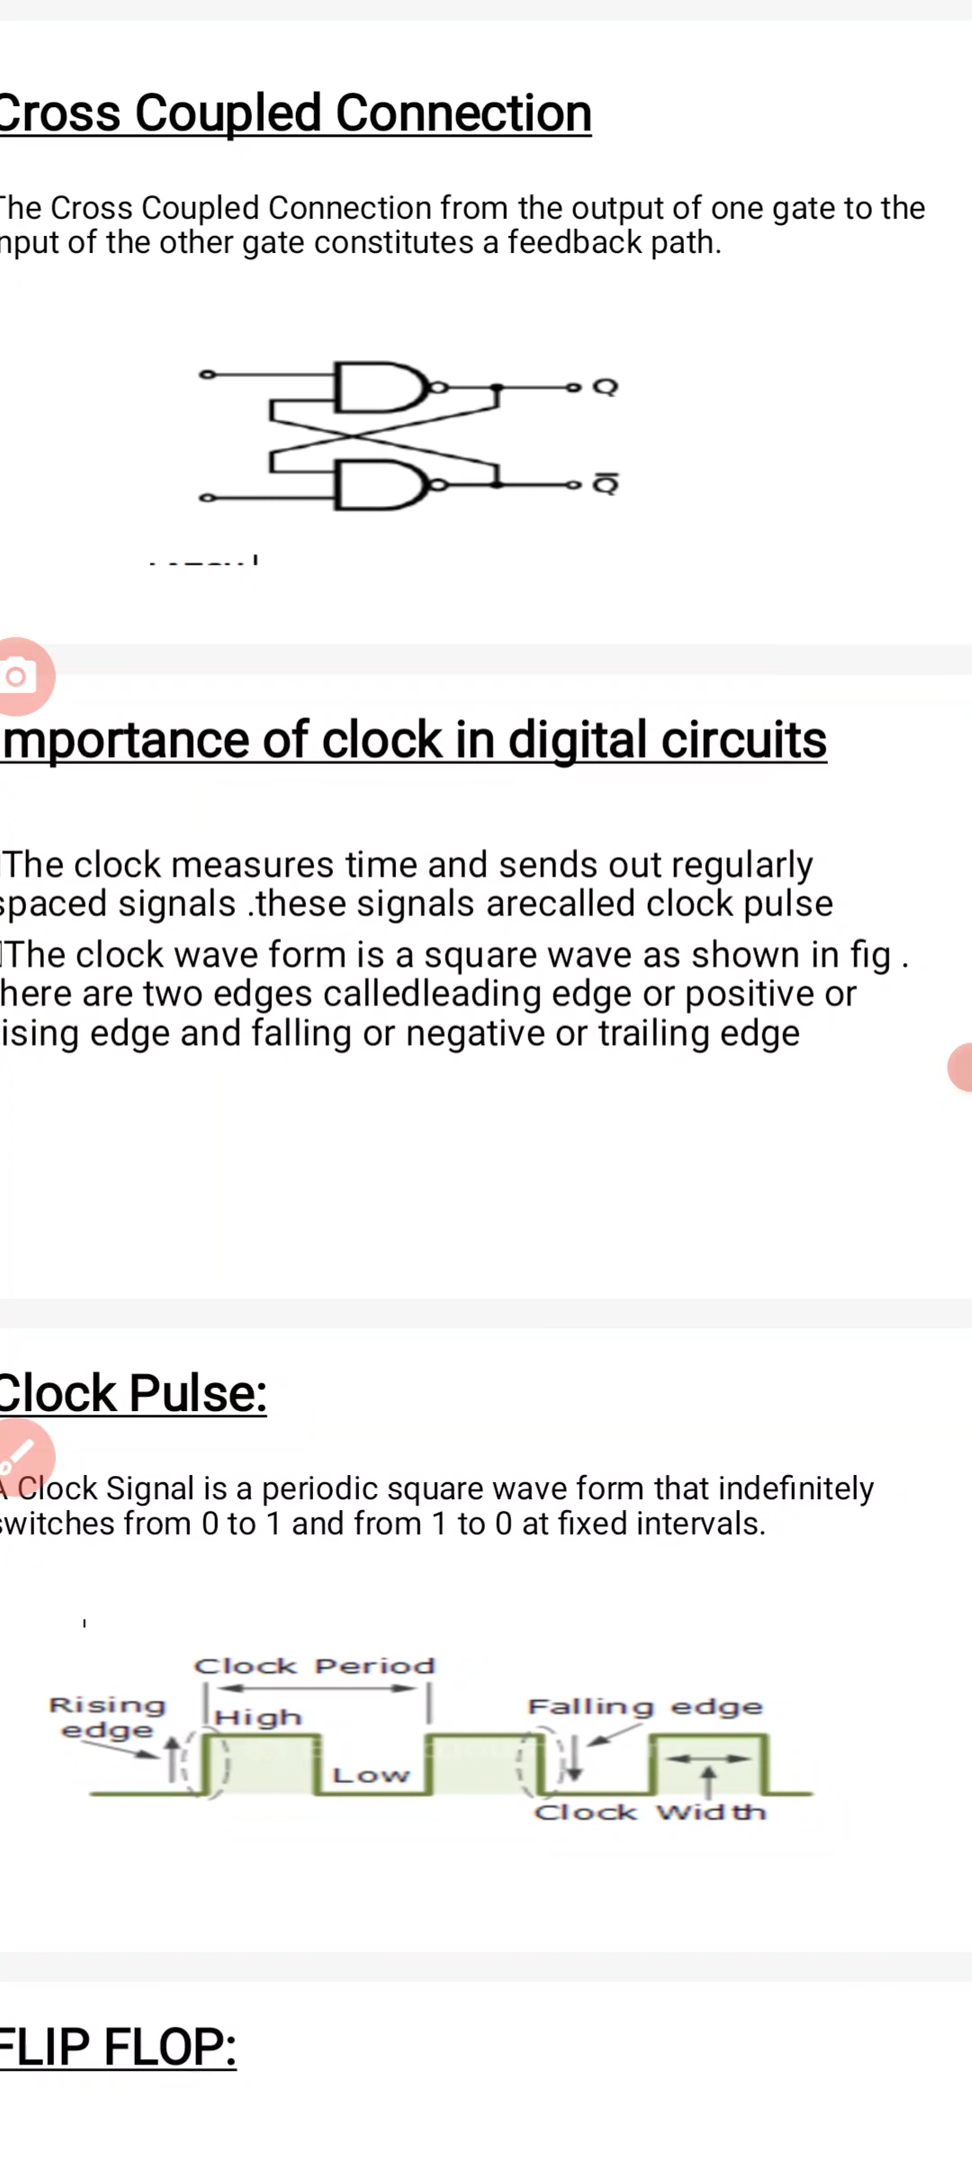 Cross Coupled Connection
The Cross Coupled Connection from the output of one gate to the
nput of the other gate constitutes a feedback path.
Q
Q̅
mportance of clock in digital circuits
The clock measures time and sends out regularly
spaced signals .these signals arecalled clock pulse
The clock wave form is a square wave as shown in fig .
here are two edges calledleading edge or positive or
ising edge and falling or negative or trailing edge
Clock Pulse:
A Clock Signal is a periodic square wave form that indefinitely
switches from 0 to 1 and from 1 to 0 at fixed intervals.
Clock Period
Rising
edge
High
Low
Falling edge
Clock Width
FLIP FLOP: